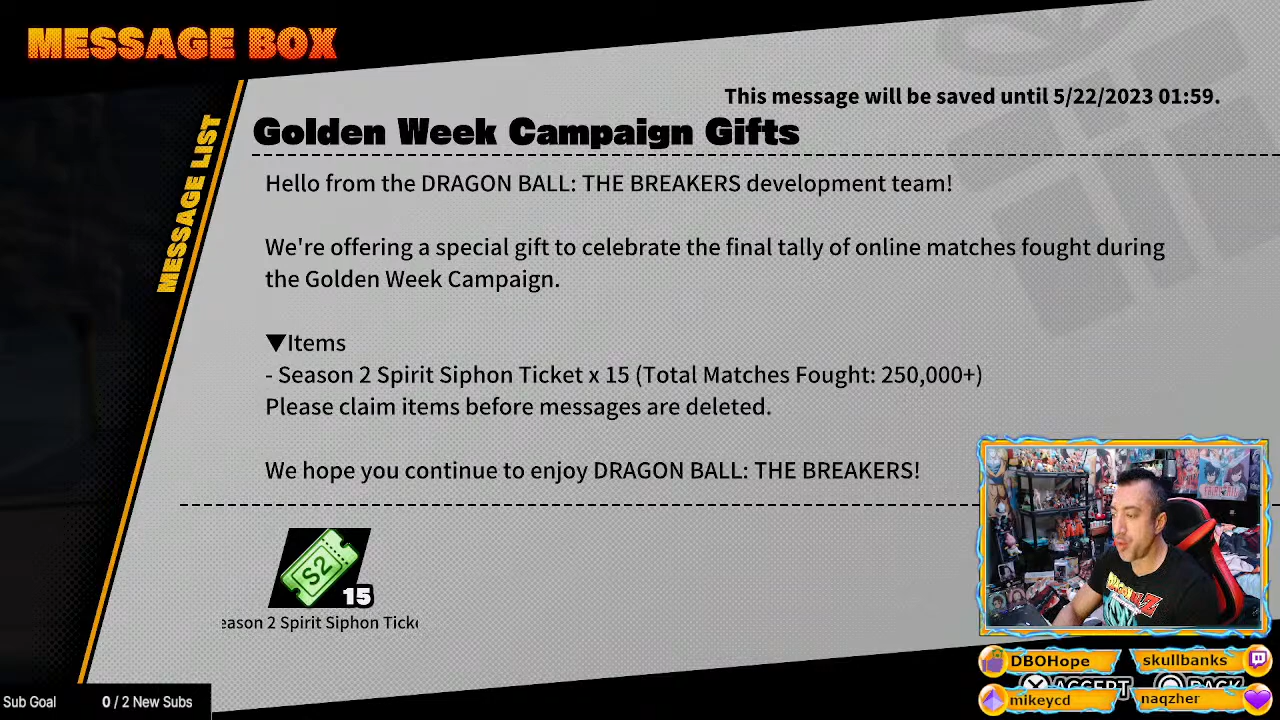 MESSAGE BOX
This message will be saved until 5/22/2023 01:59.
MESSAGE LIST
Golden Week Campaign Gifts
Hello from the DRAGON BALL: THE BREAKERS development team!
We're offering a special gift to celebrate the final tally of online matches fought during
the Golden Week Campaign.
▼Items
- Season 2 Spirit Siphon Ticket x 15 (Total Matches Fought: 250,000+)
Please claim items before messages are deleted.
We hope you continue to enjoy DRAGON BALL: THE BREAKERS!
S2
15
eason 2 Spirit Siphon Ticke
DBOHope
skullbanks
ACCEPT
BACK
mikeycd
naqzher
Sub Goal
0 / 2 New Subs